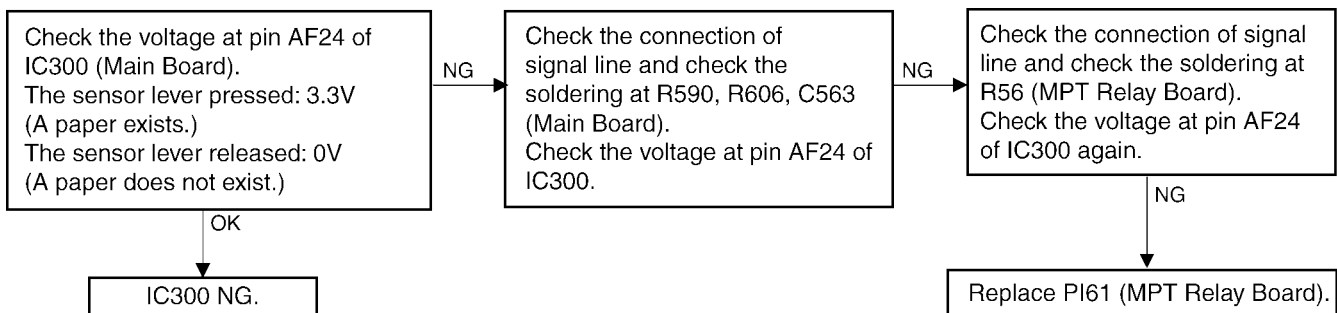 Check the voltage at pin AF24 of
IC300 (Main Board).
The sensor lever pressed: 3.3V
(A paper exists.)
The sensor lever released: 0V
(A paper does not exist.)
NG
Check the connection of
signal line and check the
soldering at R590, R606, C563
(Main Board).
Check the voltage at pin AF24 of
IC300.
NG
Check the connection of signal
line and check the soldering at
R56 (MPT Relay Board).
Check the voltage at pin AF24
of IC300 again.
OK
NG
IC300 NG.
Replace PI61 (MPT Relay Board).